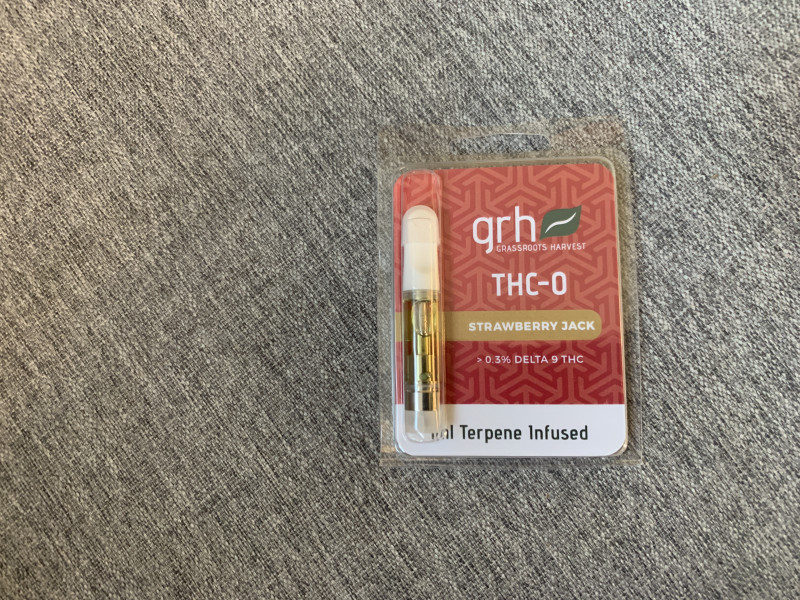 grh
GRASSROOTS HARVEST
THC-O
STRAWBERRY JACK
> 0.3% DELTA 9 THC
Terpene Infused